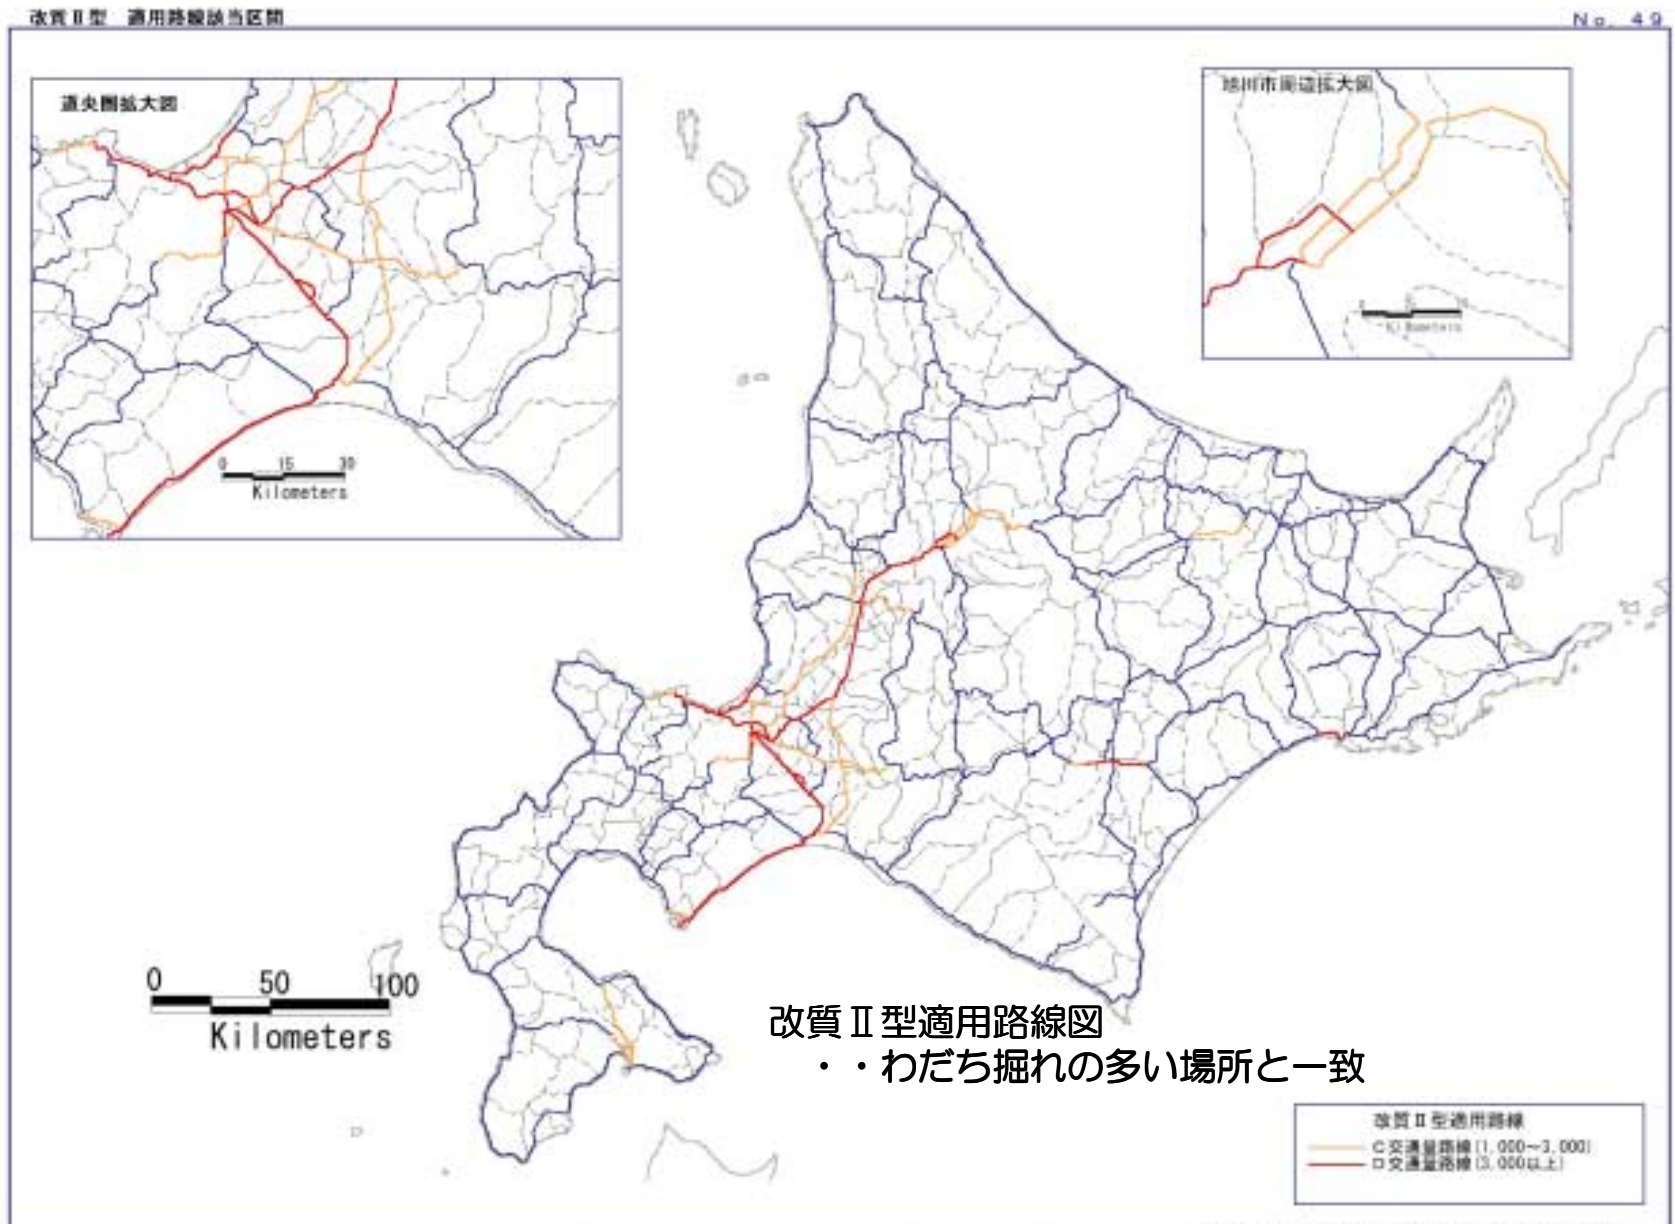 改質Ⅱ型 適用路線該当区間
No. 49
道央圏拡大図
0 15 30
Kilometers
旭川市周辺拡大図
Kilometers
0 50 100
Kilometers
改質Ⅱ型適用路線図
・・わだち掘れの多い場所と一致
改質Ⅱ型適用路線
C交通量路線(1,000～3,000)
D交通量路線(3,000以上)